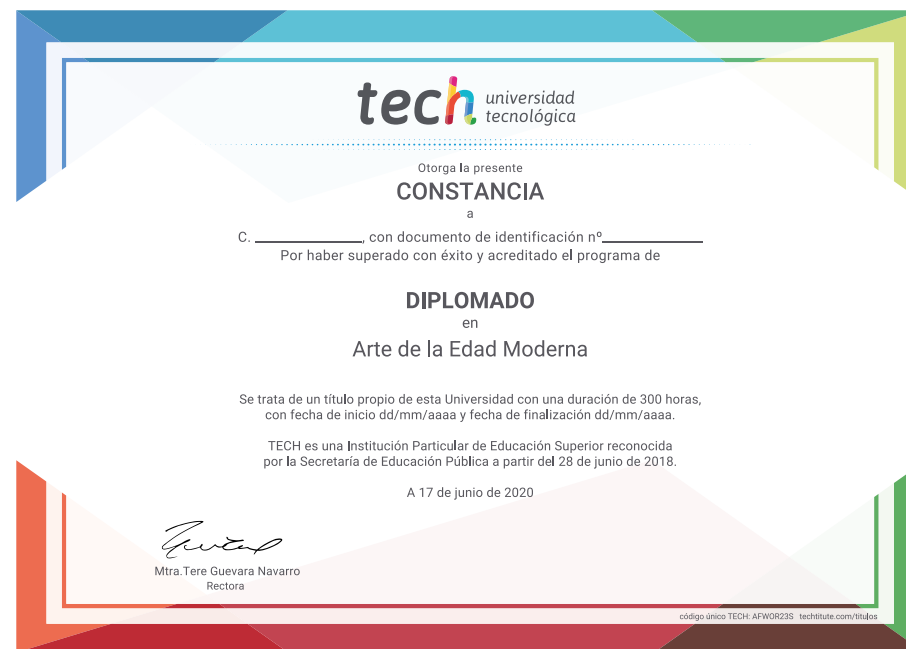 tech universidad
tecnológica
Otorga la presente
CONSTANCIA
a
C. ____________, con documento de identificación nº____________
Por haber superado con éxito y acreditado el programa de
DIPLOMADO
en
Arte de la Edad Moderna
Se trata de un título propio de esta Universidad con una duración de 300 horas,
con fecha de inicio dd/mm/aaaa y fecha de finalización dd/mm/aaaa.
TECH es una Institución Particular de Educación Superior reconocida
por la Secretaría de Educación Pública a partir del 28 de junio de 2018.
A 17 de junio de 2020
Mtra.Tere Guevara Navarro
Rectora
código único TECH: AFWOR23S techtitute.com/titulos